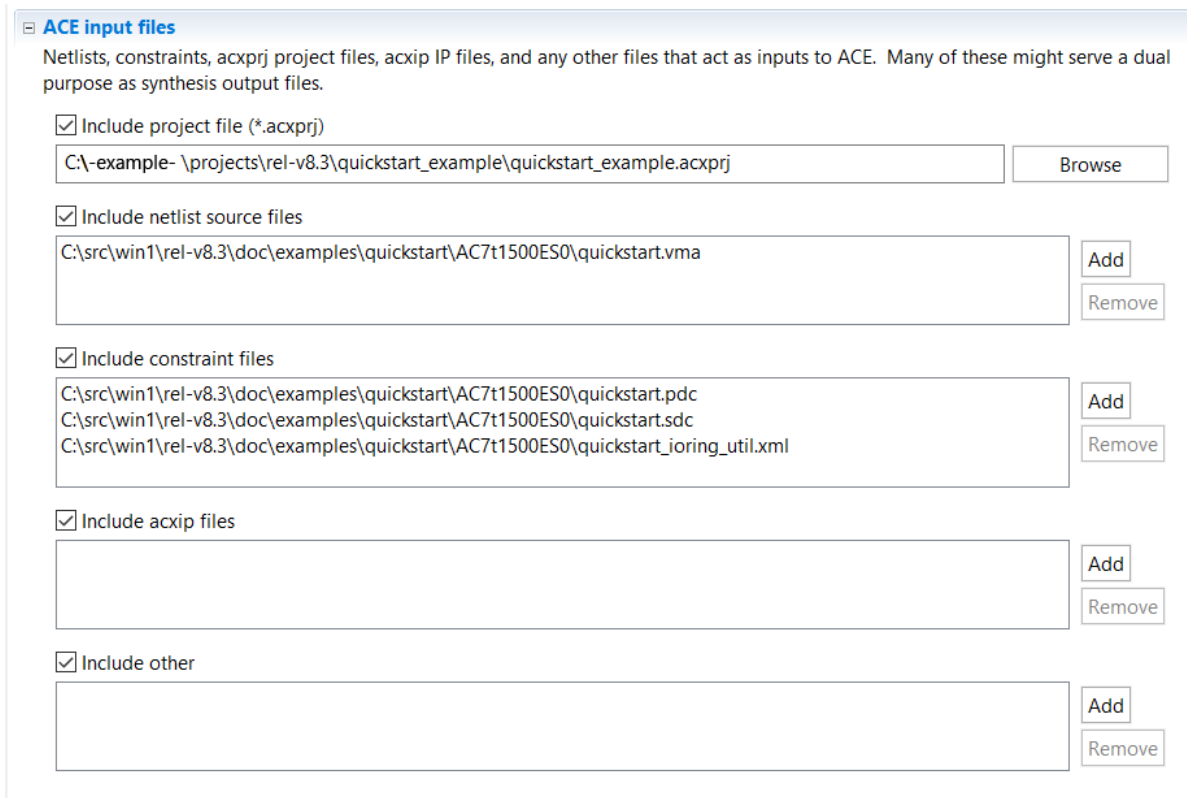 ACE input files
Netlists, constraints, acxprj project files, acxip IP files, and any other files that act as inputs to ACE.  Many of these might serve a dual
purpose as synthesis output files.
Include project file (*.acxprj)
C:\-example- \projects\rel-v8.3\quickstart_example\quickstart_example.acxprj
Browse
Include netlist source files
C:\src\win1\rel-v8.3\doc\examples\quickstart\AC7t1500ES0\quickstart.vma
Add
Remove
Include constraint files
C:\src\win1\rel-v8.3\doc\examples\quickstart\AC7t1500ES0\quickstart.pdc
C:\src\win1\rel-v8.3\doc\examples\quickstart\AC7t1500ES0\quickstart.sdc
C:\src\win1\rel-v8.3\doc\examples\quickstart\AC7t1500ES0\quickstart_ioring_util.xml
Add
Remove
Include acxip files
Add
Remove
Include other
Add
Remove